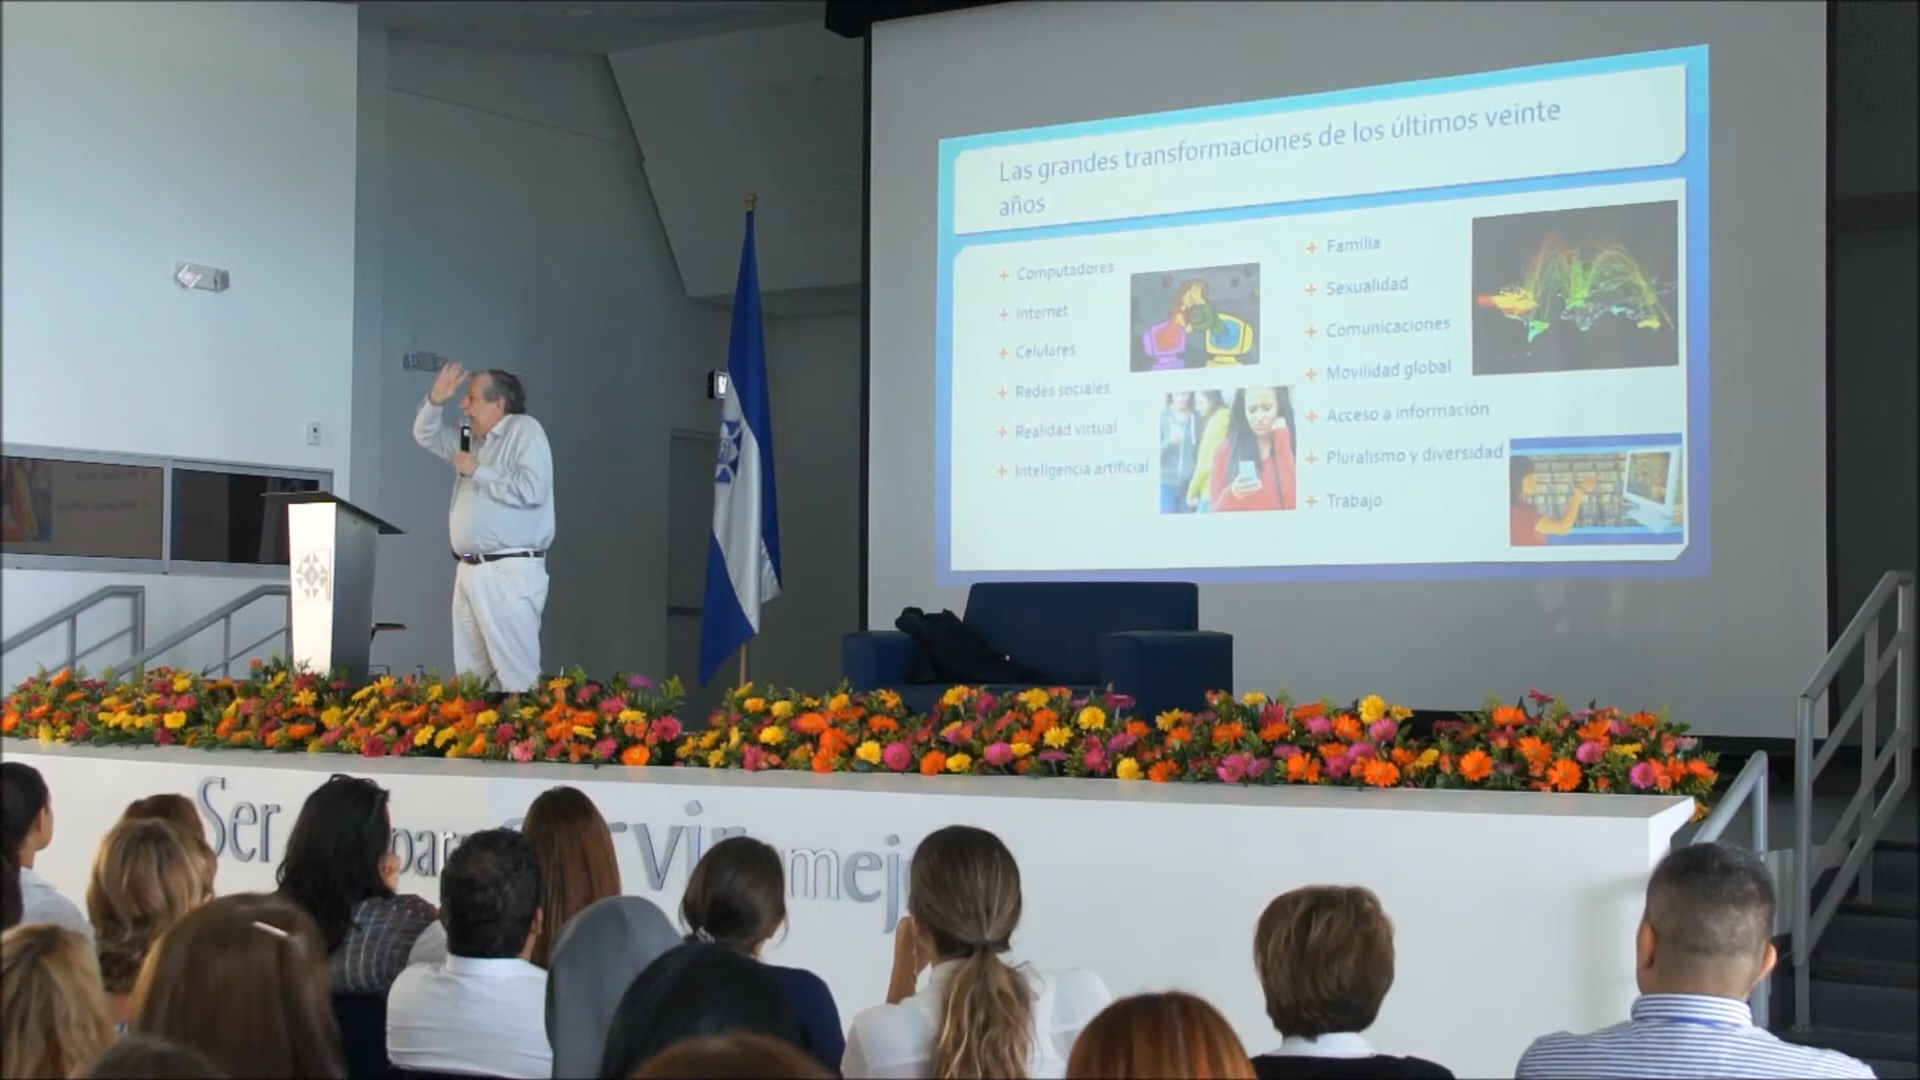 Las grandes transformaciones de los últimos veinte
años
+ Computadores
+ Internet
+ Celulares
+ Redes sociales
+ Realidad virtual
+ Inteligencia artificial
+ Familia
+ Sexualidad
+ Comunicaciones
+ Movilidad global
+ Acceso a información
+ Pluralismo y diversidad
+ Trabajo
Ser